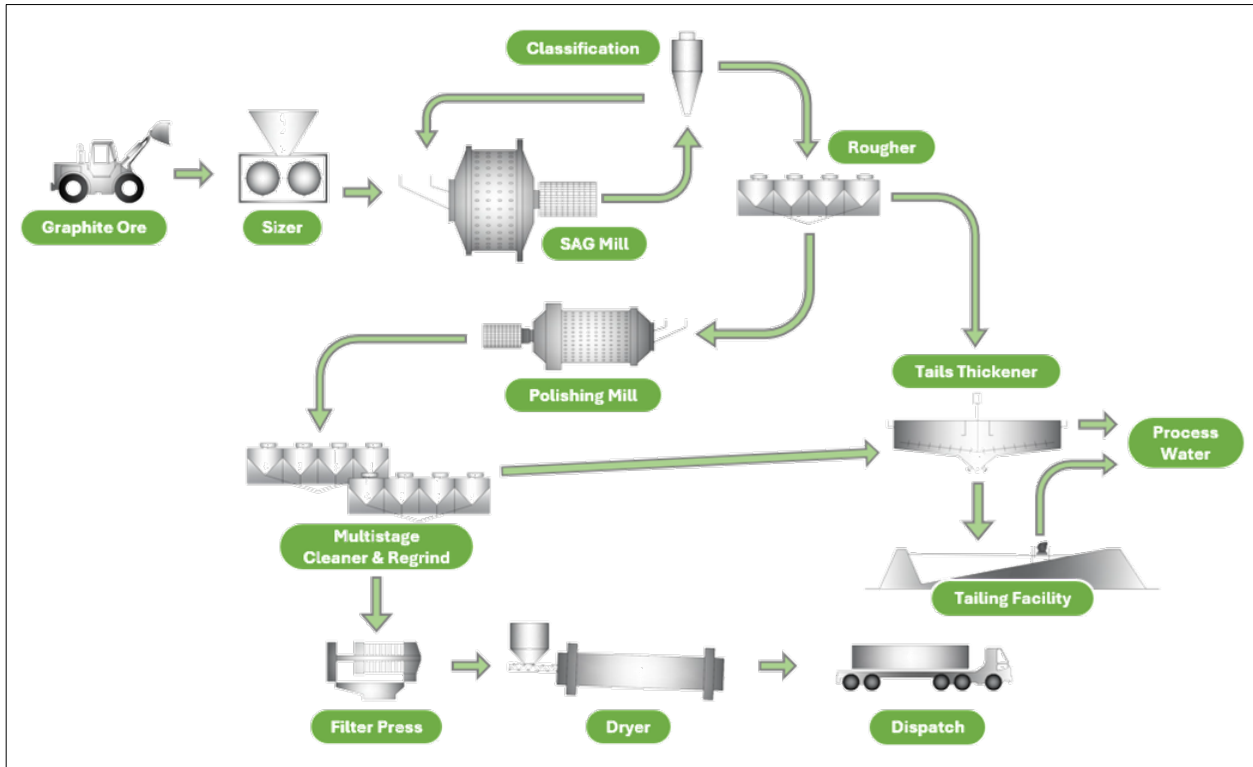 Classification
Rougher
Graphite Ore
Sizer
SAG Mill
Tails Thickener
Polishing Mill
Process
Water
Multistage
Cleaner & Regrind
Tailing Facility
Filter Press
Dryer
Dispatch